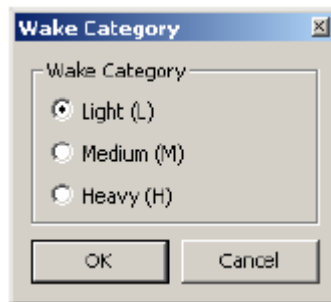 Wake Category
Wake Category
Light (L)
Medium (M)
Heavy (H)
OK Cancel